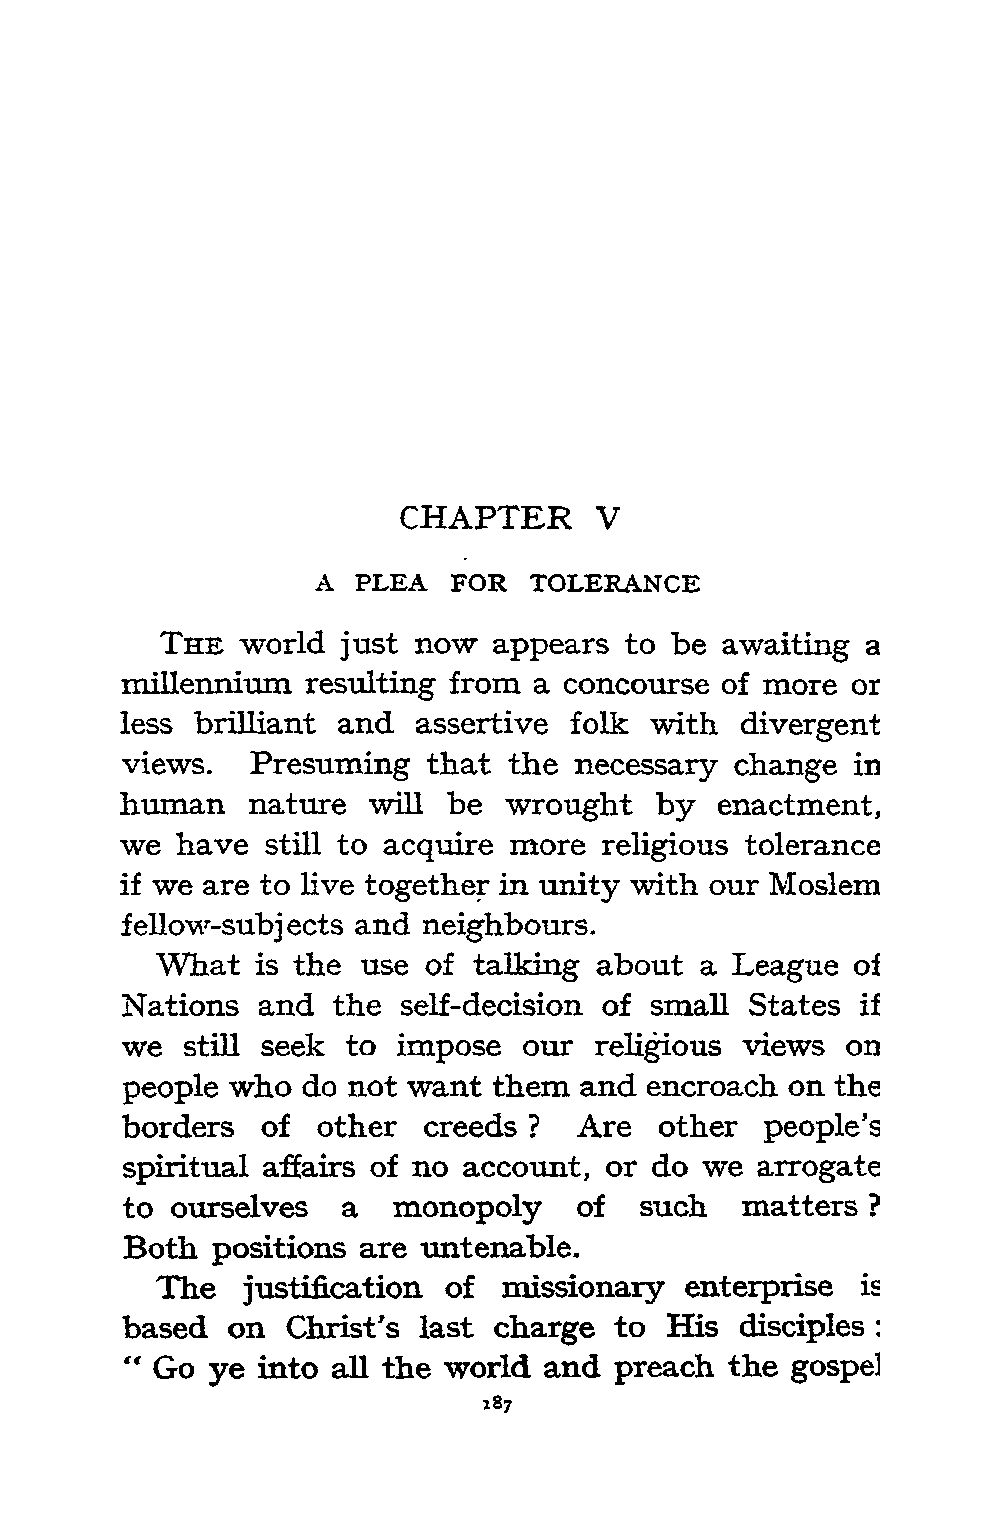 CHAPTER V
A PLEA FOR TOLERANCE
THE world just now appears to be awaiting a
millennium resulting from a concourse of more or
less brilliant and assertive folk with divergent
views. Presuming that the necessary change in
human nature will be wrought by enactment,
we have still to acquire more religious tolerance
if we are to live together in unity with our Moslem
fellow-subjects and neighbours.
What is the use of talking about a League of
Nations and the self-decision of small States if
we still seek to impose our religious views on
people who do not want them and encroach on the
borders of other creeds ? Are other people's
spiritual affairs of no account, or do we arrogate
to ourselves a monopoly of such matters ?
Both positions are untenable.
The justification of missionary enterprise is
based on Christ's last charge to His disciples :
“ Go ye into all the world and preach the gospel
187